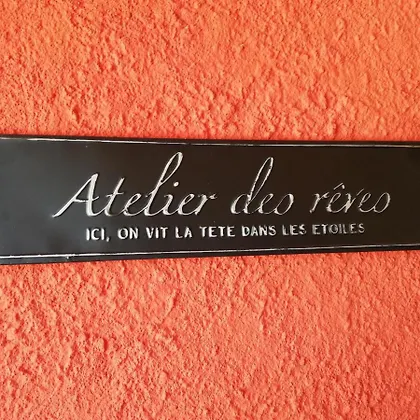 Atelier des rêves
ICI, ON VIT LA TETE DANS LES ETOILES